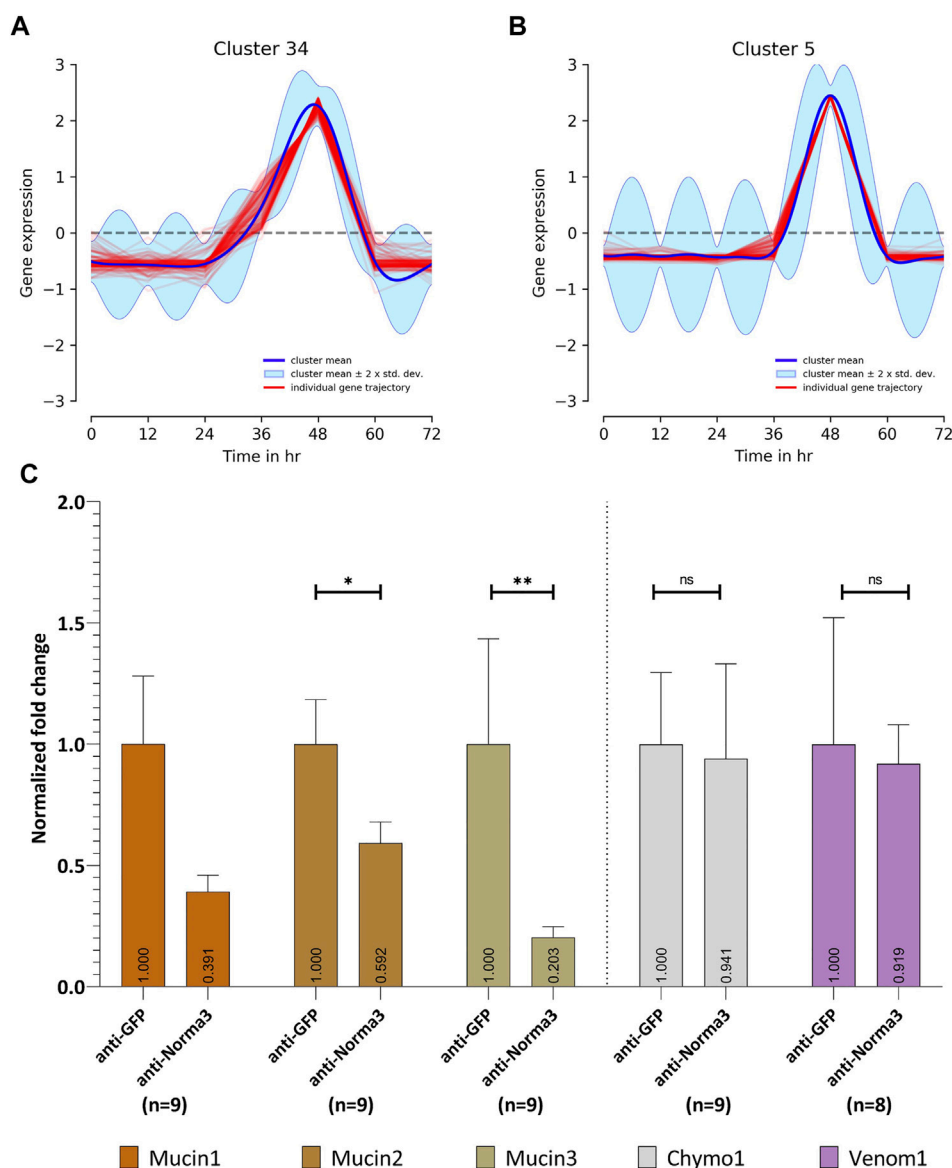 A
Cluster 34
3
2
1
0
−1
−2
−3
Gene expression
cluster mean
cluster mean ± 2 x std. dev.
individual gene trajectory
0 12 24 36 48 60 72
Time in hr
B
Cluster 5
3
2
1
0
−1
−2
−3
Gene expression
cluster mean
cluster mean ± 2 x std. dev.
individual gene trajectory
0 12 24 36 48 60 72
Time in hr
C
2.0
1.5
1.0
0.5
0.0
Normalized fold change
* ** ns ns
1.000 0.391 1.000 0.592 1.000 0.203 1.000 0.941 1.000 0.919
anti-GFP anti-Norma3 anti-GFP anti-Norma3 anti-GFP anti-Norma3 anti-GFP anti-Norma3 anti-GFP anti-Norma3
(n=9) (n=9) (n=9) (n=9) (n=8)
Mucin1 Mucin2 Mucin3 Chymo1 Venom1